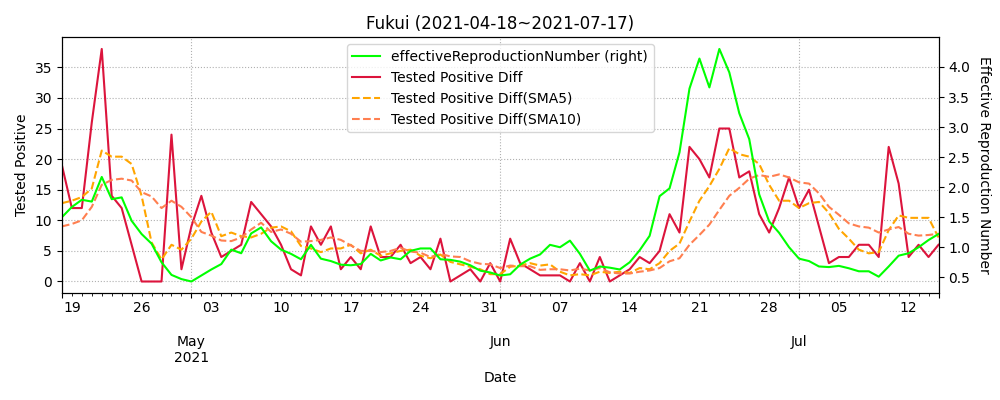 Fukui (2021-04-18~2021-07-17)
effectiveReproductionNumber (right)
Tested Positive Diff
Tested Positive Diff(SMA5)
Tested Positive Diff(SMA10)
Tested Positive
35
30
25
20
15
10
5
0
4.0
3.5
3.0
2.5
2.0
1.5
1.0
0.5
Effective Reproduction Number
19 26 03 10 17 24 31 07 14 21 28 05 12
May Jun Jul
2021
Date